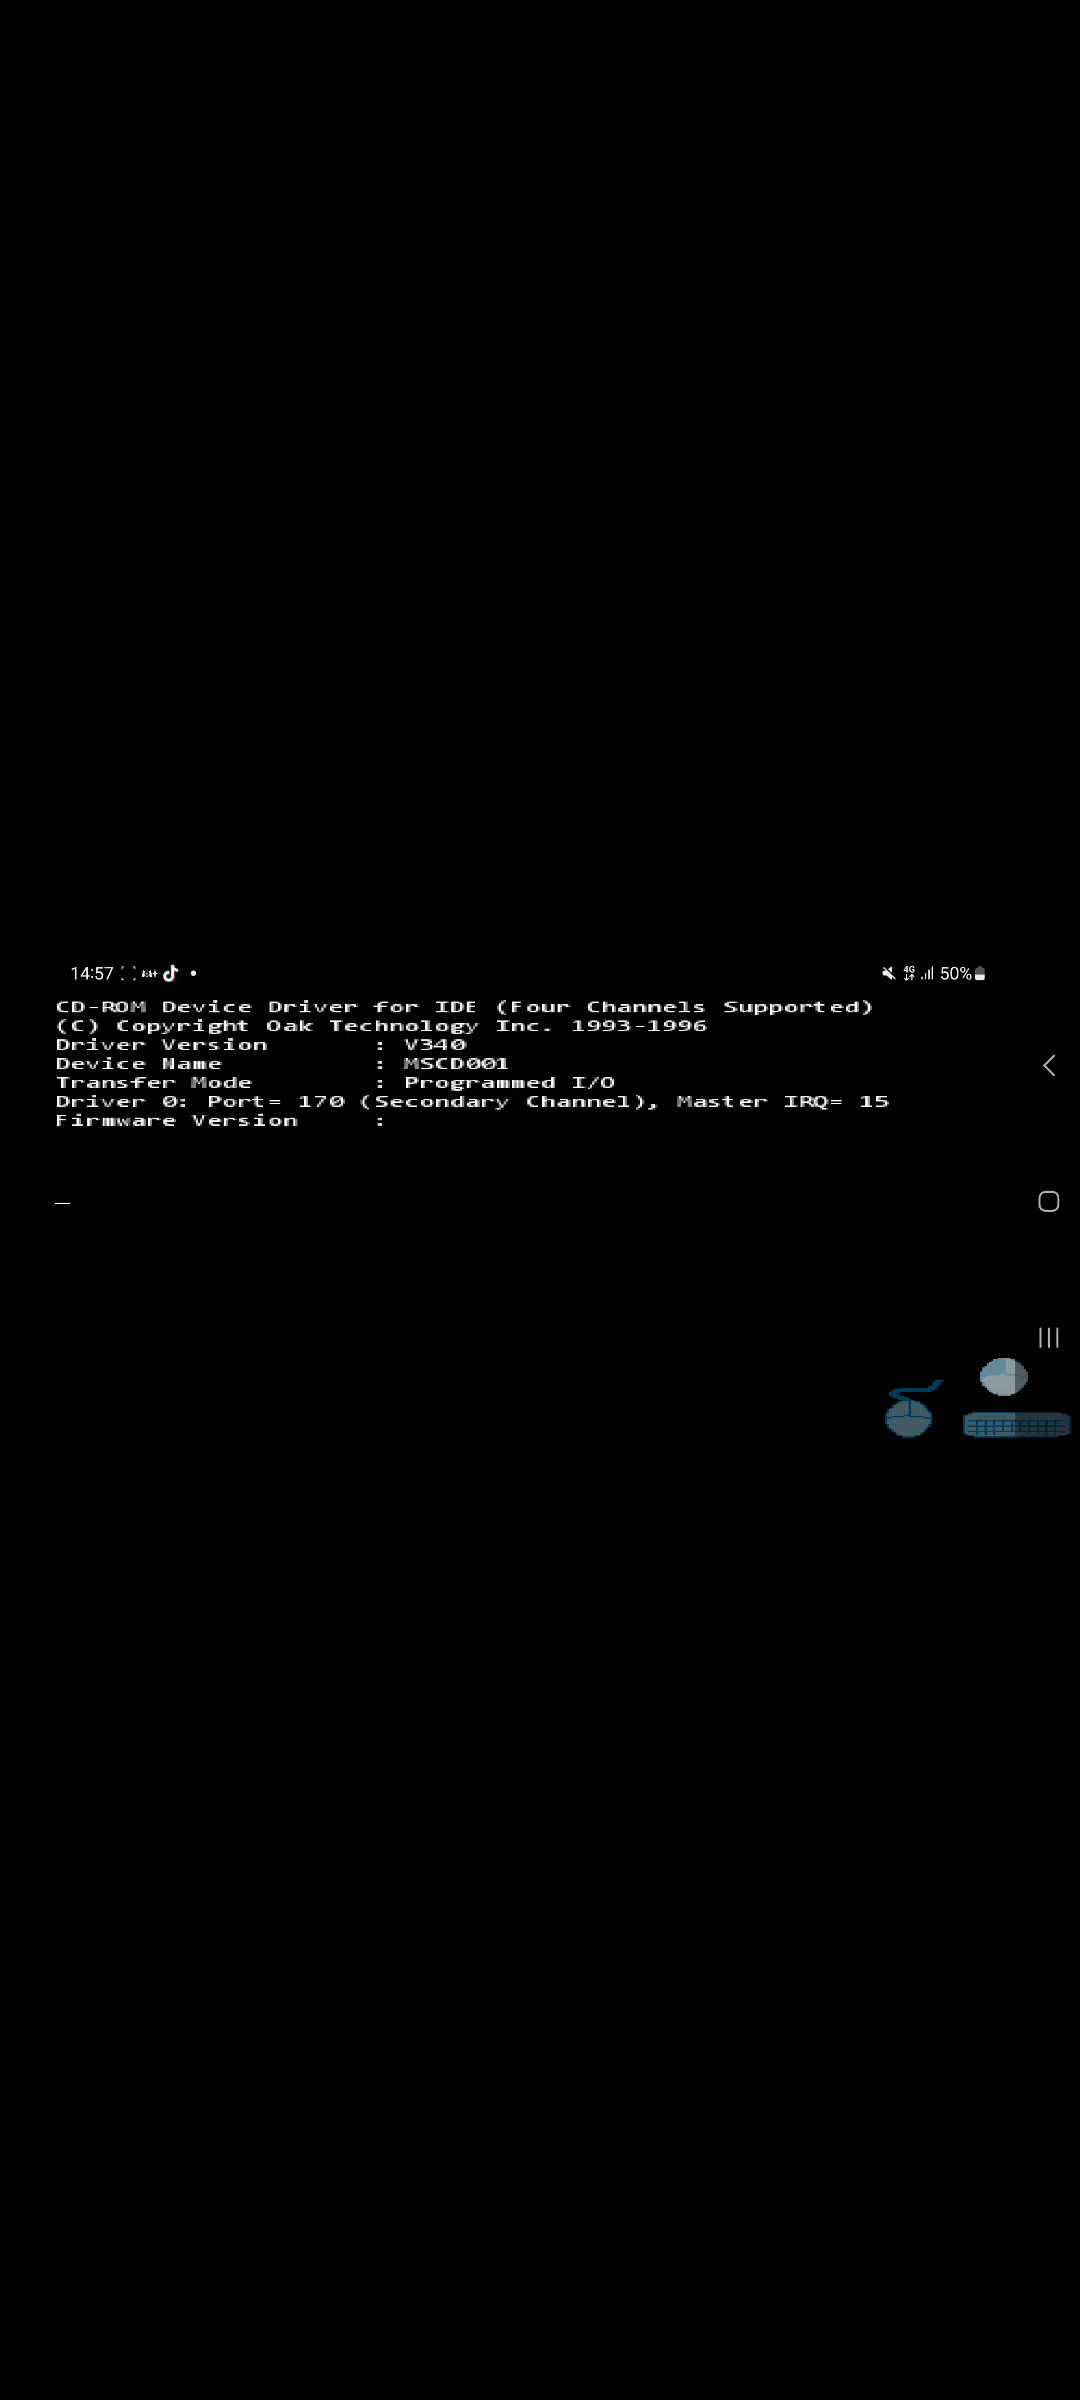 14:57
50%
CD-ROM Device Driver for IDE (Four Channels Supported)
(C) Copyright Oak Technology Inc. 1993-1996
Driver Version : V340
Device Name : MSCD001
Transfer Mode : Programmed I/O
Driver 0: Port= 170 (Secondary Channel), Master IRQ= 15
Firmware Version :